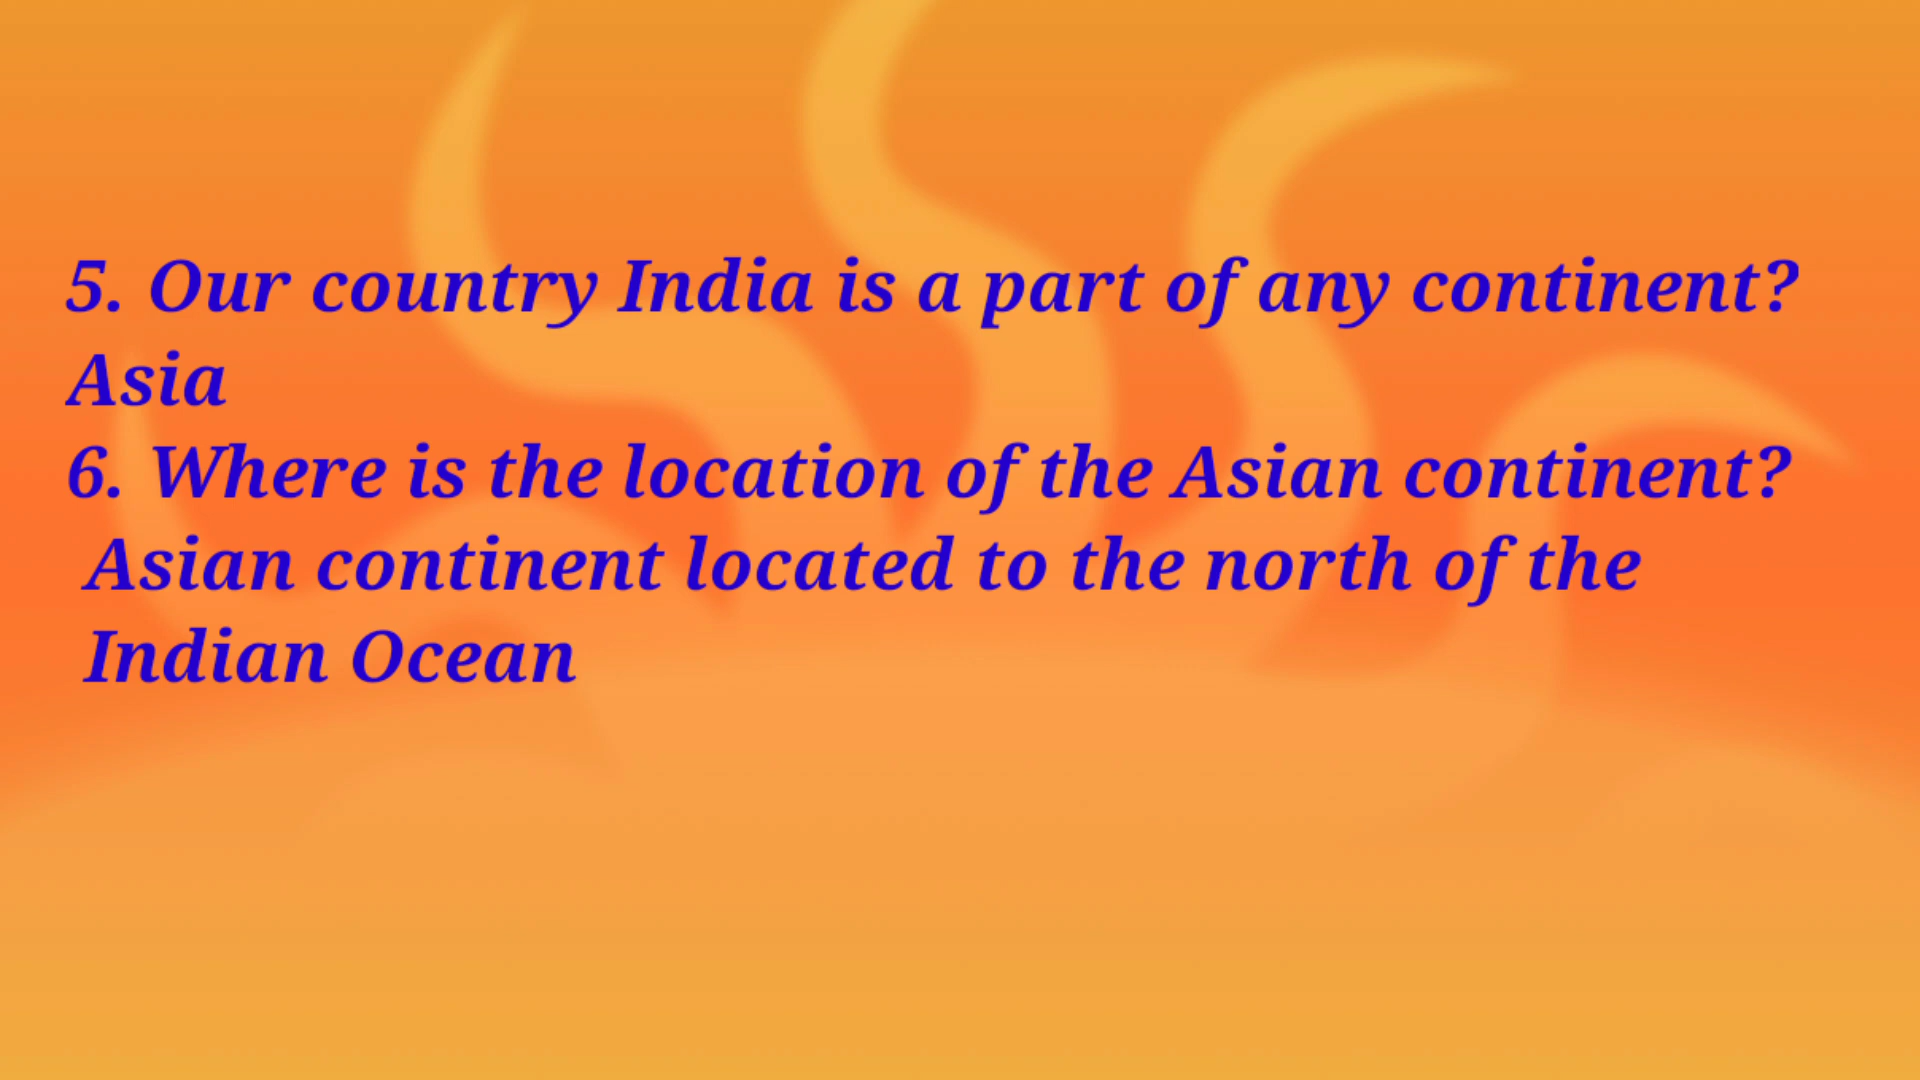 5. Our country India is a part of any continent?
Asia
6. Where is the location of the Asian continent?
Asian continent located to the north of the
Indian Ocean